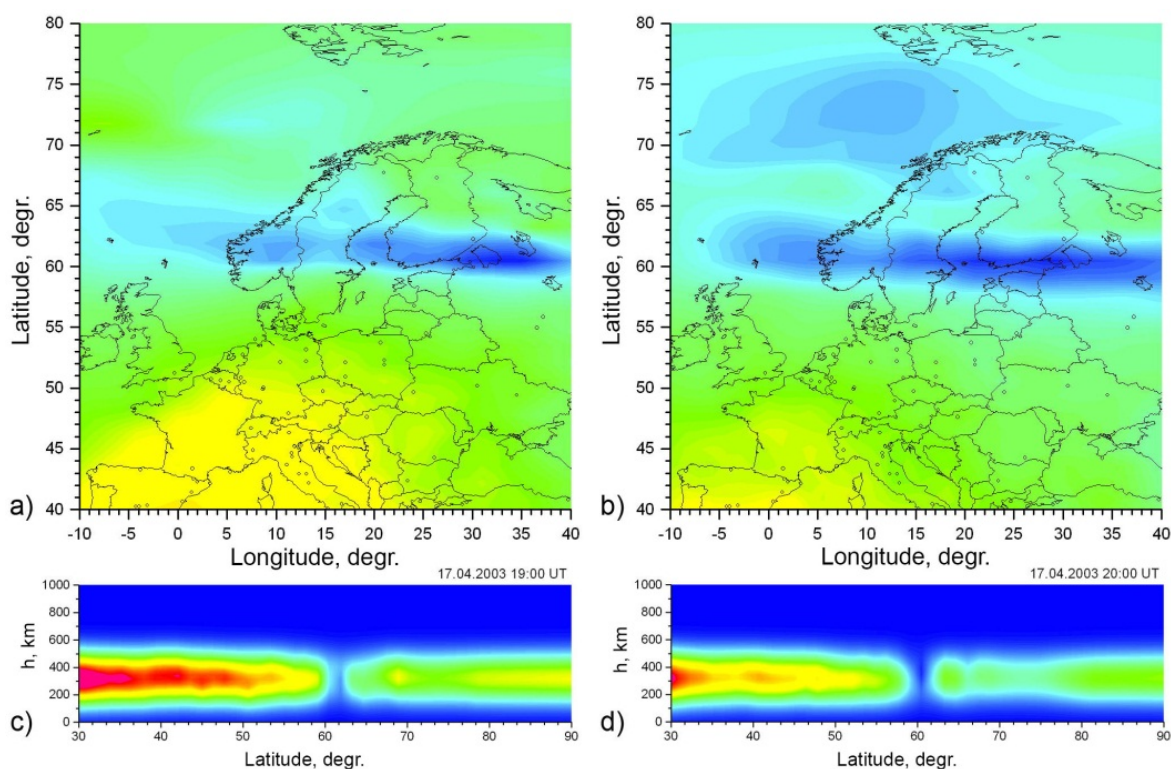 a)
80
75
70
65
60
55
50
45
40
Latitude, degr.
-10 -5 0 5 10 15 20 25 30 35 40
Longitude, degr.
b)
80
75
70
65
60
55
50
45
40
Latitude, degr.
-10 -5 0 5 10 15 20 25 30 35 40
Longitude, degr.
17.04.2003 19:00 UT
c)
1000
800
600
400
200
0
h, km
30 40 50 60 70 80 90
Latitude, degr.
17.04.2003 20:00 UT
d)
1000
800
600
400
200
0
h, km
30 40 50 60 70 80 90
Latitude, degr.